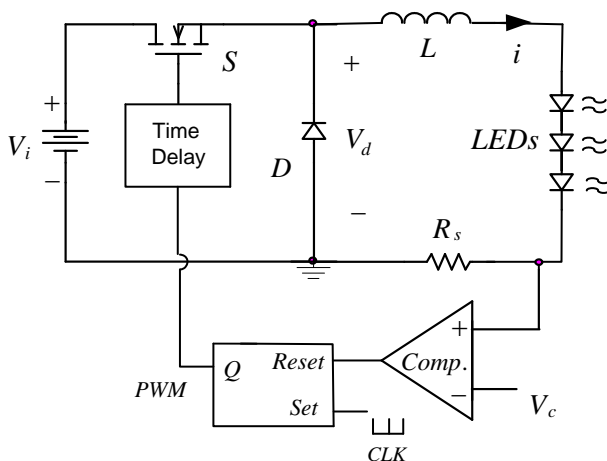 S
L
i
+
+
Time
Delay
V_i
V_d
LEDs
D
−
−
R_s
+
Reset
Comp.
Q
PWM
−
Set
V_c
CLK